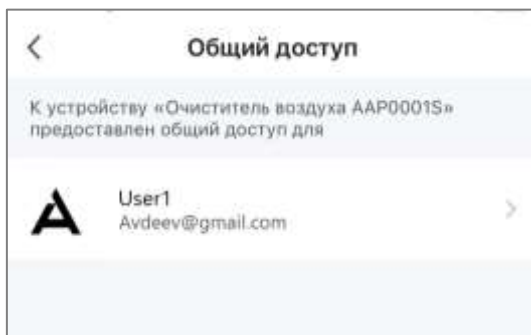 Общий доступ
К устройству «Очиститель воздуха AAP0001S»
предоставлен общий доступ для
User1
Avdeev@gmail.com